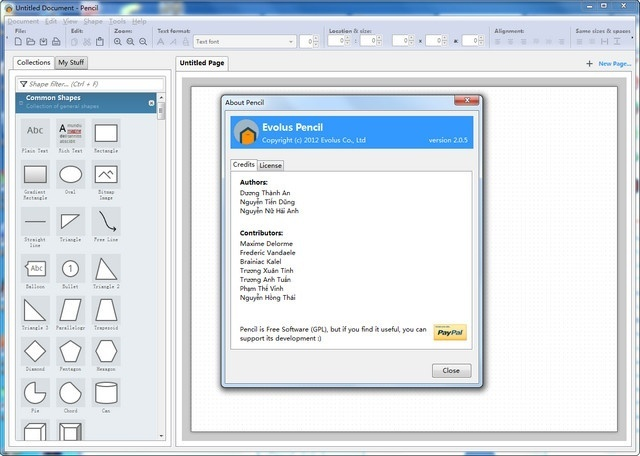 Untitled Document - Pencil
Document Edit View Shape Tools Help
File: Edit: Zoom: Text format: Location & size: Alignment: Same sizes & spaces
Text font 0 0 0 0 0 0
Collections My Stuff
Untitled Page
New Page...
Shape filter... (Ctrl + F)
Common Shapes
Collection of general shapes
Abc
Plain Text Rich Text Rectangle
Gradient Rectangle Oval Bitmap Image
Straight line Triangle Free Line
Abc 1
Balloon Bullet Triangle
Triangle 2 Parallelogy Trapezoid
Diamond Pentagon Hexagon
Pie Chord Can
About Pencil
Evolus Pencil
Copyright (c) 2012 Evolus Co., Ltd version 2.0.5
Credits License
Authors:
Dương Thành An
Nguyễn Tiến Dũng
Nguyễn Nữ Hải Anh
Contributors:
Maxime Delorme
Frederic Vandaele
Brainiac Kalel
Trương Xuân Tính
Trương Anh Tuấn
Phạm Thế Vinh
Nguyễn Hồng Thái
Pencil is Free Software (GPL), but if you find it useful, you can
support its development :)
PayPal
Close